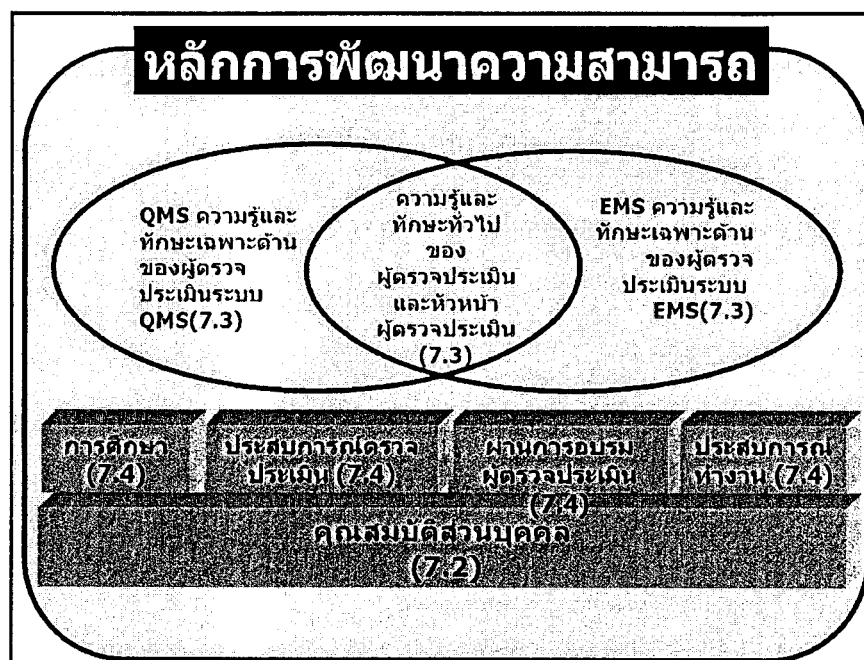 หลักการพัฒนาความสามารถ
QMS ความรู้และ
ทักษะเฉพาะด้าน
ของผู้ตรวจ
ประเมินระบบ
QMS(7.3)
ความรู้และ
ทักษะทั่วไป
ของ
ผู้ตรวจประเมิน
และหัวหน้า
ผู้ตรวจประเมิน
(7.3)
EMS ความรู้และ
ทักษะเฉพาะด้าน
ของผู้ตรวจ
ประเมินระบบ
EMS(7.3)
การศึกษา
(7.4)
ประสบการณ์ตรวจ
ประเมิน (7.4)
ผ่านการอบรม
ผู้ตรวจประเมิน
(7.4)
ประสบการณ์
ทำงาน (7.4)
คุณสมบัติส่วนบุคคล
(7.2)